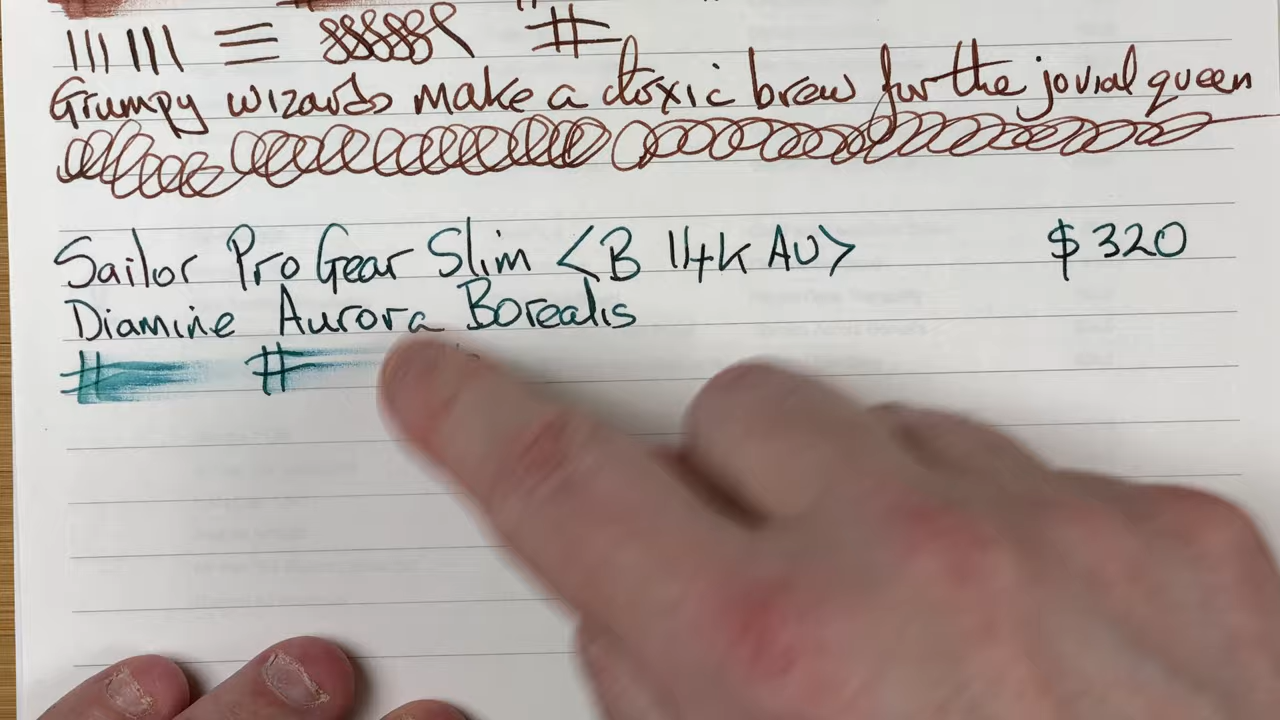 Grumpy wizards make a toxic brew for the jovial queen
Sailor Pro Gear Slim <B 14K AU> $320
Diamine Aurora Borealis
# #